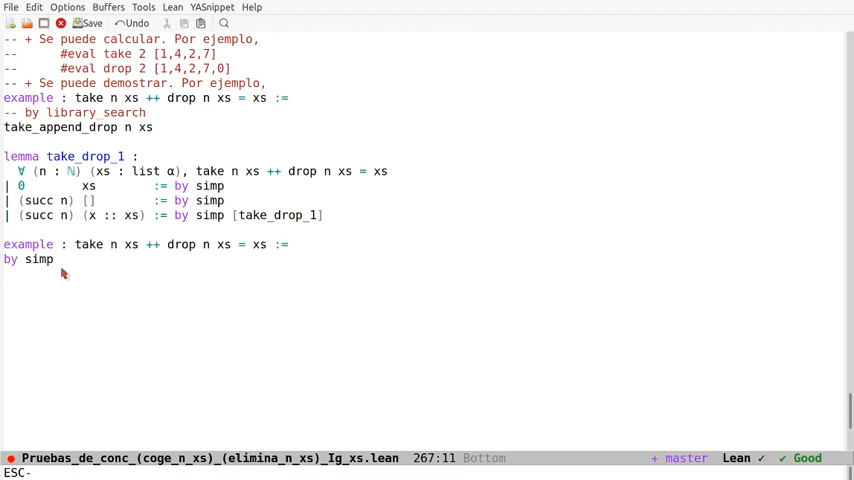 File Edit Options Buffers Tools Lean YASnippet Help
Save Undo
-- + Se puede calcular. Por ejemplo,
--      #eval take 2 [1,4,2,7]
--      #eval drop 2 [1,4,2,7,0]
-- + Se puede demostrar. Por ejemplo,
example : take n xs ++ drop n xs = xs :=
-- by library_search
take_append_drop n xs
lemma take_drop_1 :
  ∀ (n : ℕ) (xs : list α), take n xs ++ drop n xs = xs
| 0        xs        := by simp
| (succ n) []        := by simp
| (succ n) (x :: xs) := by simp [take_drop_1]
example : take n xs ++ drop n xs = xs :=
by simp
Pruebas_de_conc_(coge_n_xs)_(elimina_n_xs)_Ig_xs.lean 267:11 Bottom + master Lean ✓ ✔ Good
ESC-